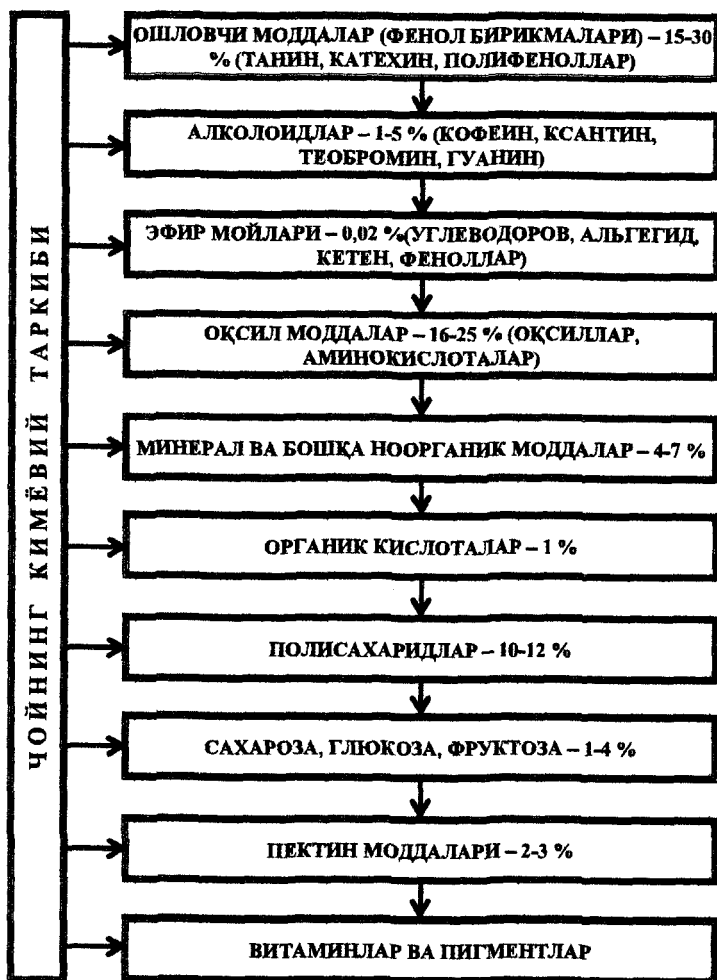 ЧОЙНИНГ КИМЁВИЙ ТАРКИБИ
ОШЛОВЧИ МОДДАЛАР (ФЕНОЛ БИРИКМАЛАРИ) – 15-30
% (ТАНИН, КАТЕХИН, ПОЛИФЕНОЛЛАР)
АЛКОЛОИДЛАР – 1-5 % (КОФЕИН, КСАНТИН,
ТЕОБРОМИН, ГУАНИН)
ЭФИР МОЙЛАРИ – 0,02 %(УГЛЕВОДОРОВ, АЛЬГЕГИД,
КЕТЕН, ФЕНОЛЛАР)
ОҚСИЛ МОДДАЛАР – 16-25 % (ОҚСИЛЛАР,
АМИНОКИСЛОТАЛАР)
МИНЕРАЛ ВА БОШҚА НООРГАНИК МОДДАЛАР – 4-7 %
ОРГАНИК КИСЛОТАЛАР – 1 %
ПОЛИСАХАРИДЛАР – 10-12 %
САХАРОЗА, ГЛЮКОЗА, ФРУКТОЗА – 1-4 %
ПЕКТИН МОДДАЛАРИ – 2-3 %
ВИТАМИНЛАР ВА ПИГМЕНТЛАР